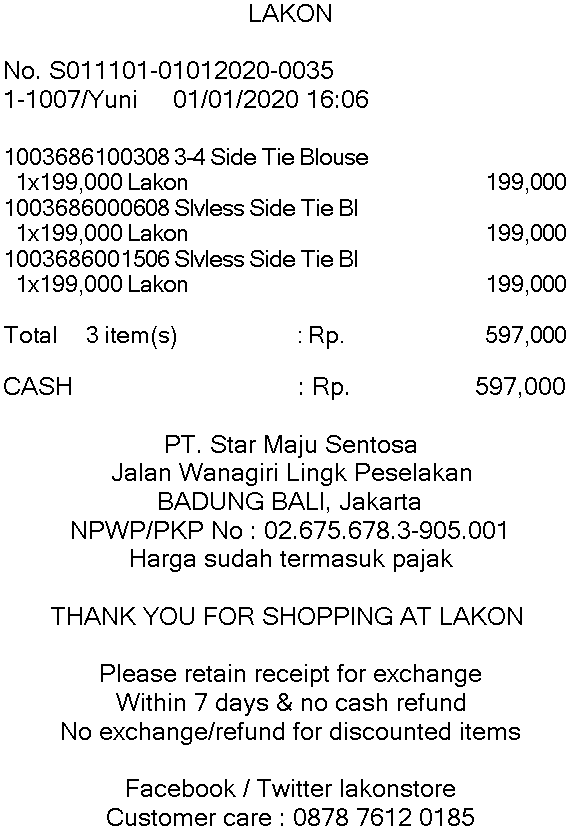 LAKON
No. S011101-01012020-0035
1-1007/Yuni 01/01/2020 16:06
1003686100308 3-4 Side Tie Blouse
1x199,000 Lakon 199,000
1003686000608 Slvless Side Tie Bl
1x199,000 Lakon 199,000
1003686001506 Slvless Side Tie Bl
1x199,000 Lakon 199,000
Total 3 item(s) : Rp. 597,000
CASH : Rp. 597,000
PT. Star Maju Sentosa
Jalan Wanagiri Lingk Peselakan
BADUNG BALI, Jakarta
NPWP/PKP No : 02.675.678.3-905.001
Harga sudah termasuk pajak
THANK YOU FOR SHOPPING AT LAKON
Please retain receipt for exchange
Within 7 days & no cash refund
No exchange/refund for discounted items
Facebook / Twitter lakonstore
Customer care : 0878 7612 0185